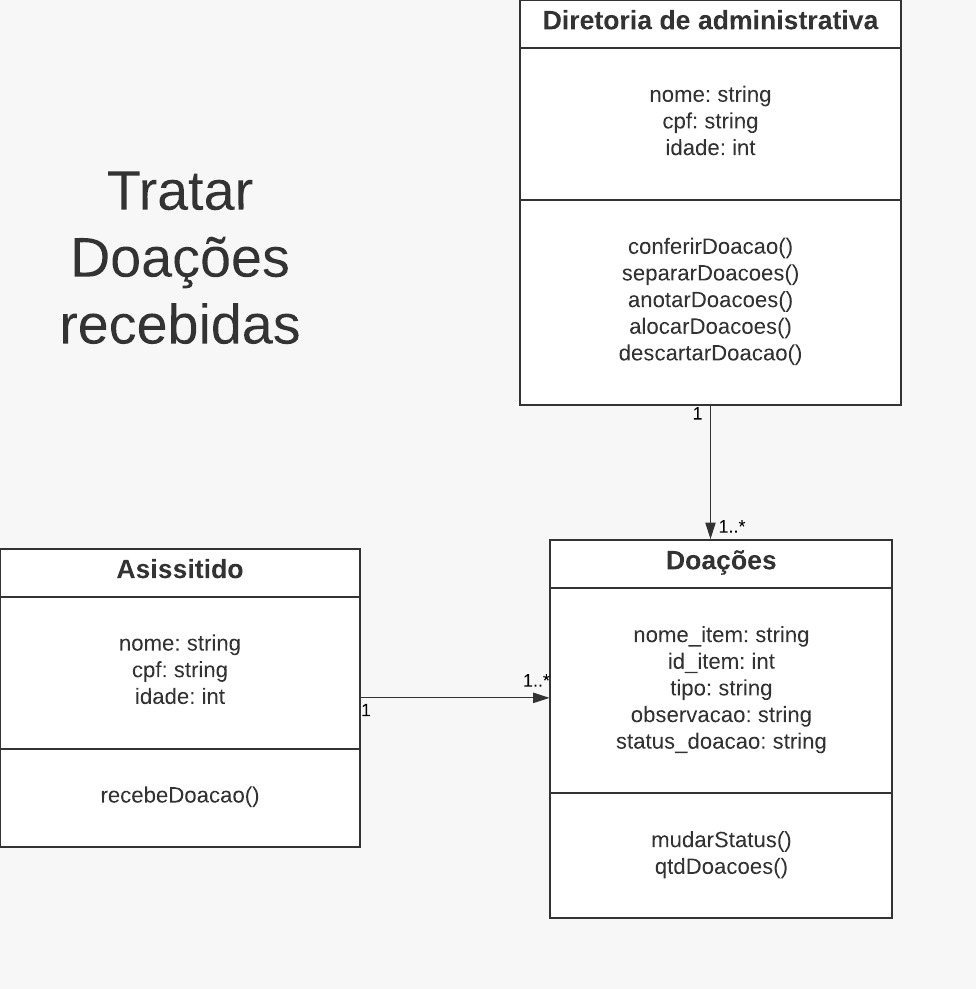 Tratar
Doações
recebidas
Diretoria de administrativa
nome: string
cpf: string
idade: int
conferirDoacao()
separarDoacoes()
anotarDoacoes()
alocarDoacoes()
descartarDoacao()
1
1..*
Asissitido
nome: string
cpf: string
idade: int
recebeDoacao()
1
1..*
Doações
nome_item: string
id_item: int
tipo: string
observacao: string
status_doacao: string
mudarStatus()
qtdDoacoes()